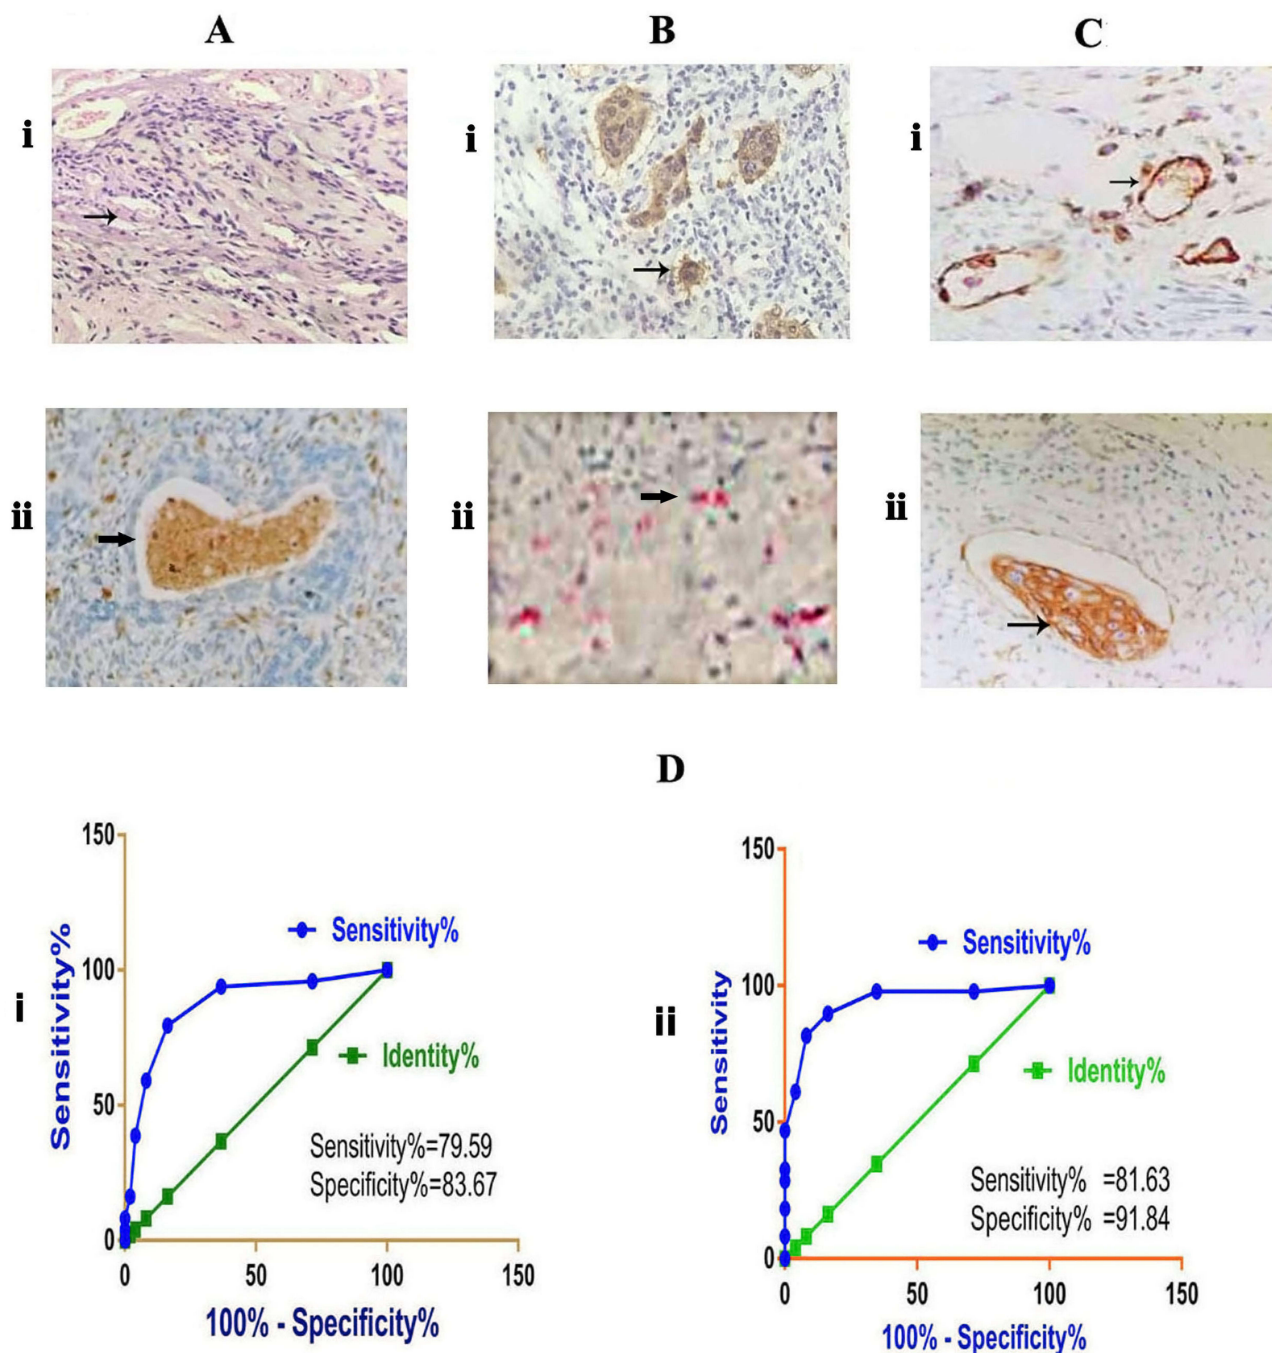 A
B
C
i
i
i
ii
ii
ii
D
i
150
100
50
0
0
50
100
150
Sensitivity%
100% - Specificity%
Sensitivity%
Identity%
Sensitivity%=79.59
Specificity%=83.67
ii
150
100
50
0
0
50
100
150
Sensitivity
100% - Specificity%
Sensitivity%
Identity%
Sensitivity% =81.63
Specificity% =91.84